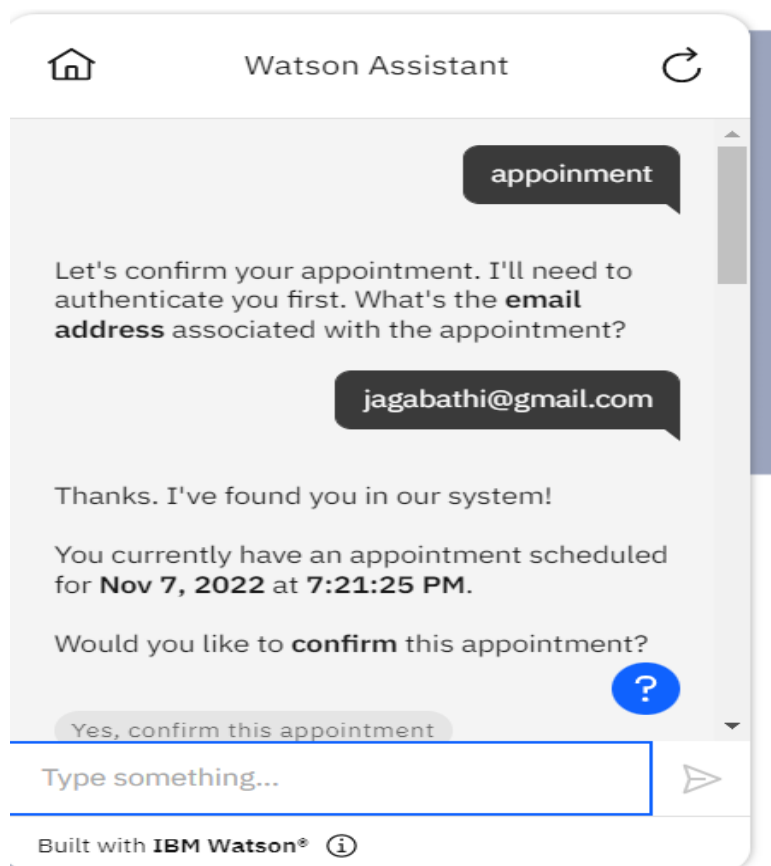 Watson Assistant
appoinment
Let's confirm your appointment. I'll need to
authenticate you first. What's the email
address associated with the appointment?
jagabathi@gmail.com
Thanks. I've found you in our system!
You currently have an appointment scheduled
for Nov 7, 2022 at 7:21:25 PM.
Would you like to confirm this appointment?
?
Yes, confirm this appointment
Type something...
Built with IBM Watson®